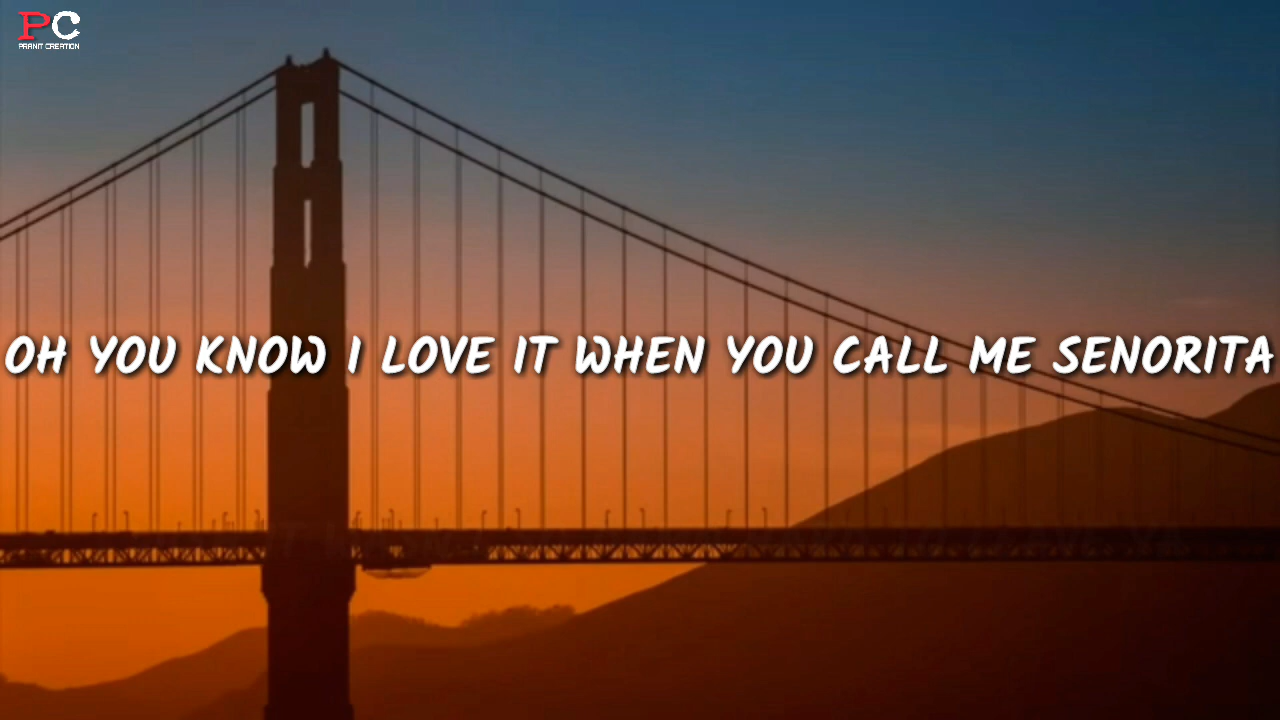 PC
PRANIT CREATION
OH YOU KNOW I LOVE IT WHEN YOU CALL ME SENORITA